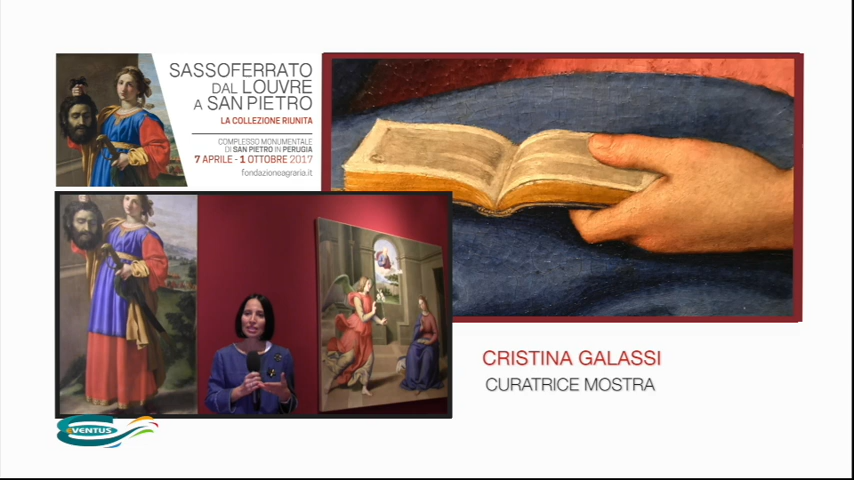 SASSOFERRATO
DAL LOUVRE
A SAN PIETRO
LA COLLEZIONE RIUNITA
COMPLESSO MONUMENTALE
DI SAN PIETRO IN PERUGIA
7 APRILE - 1 OTTOBRE 2017
fondazioneagraria.it
CRISTINA GALASSI
CURATRICE MOSTRA
EVENTUS